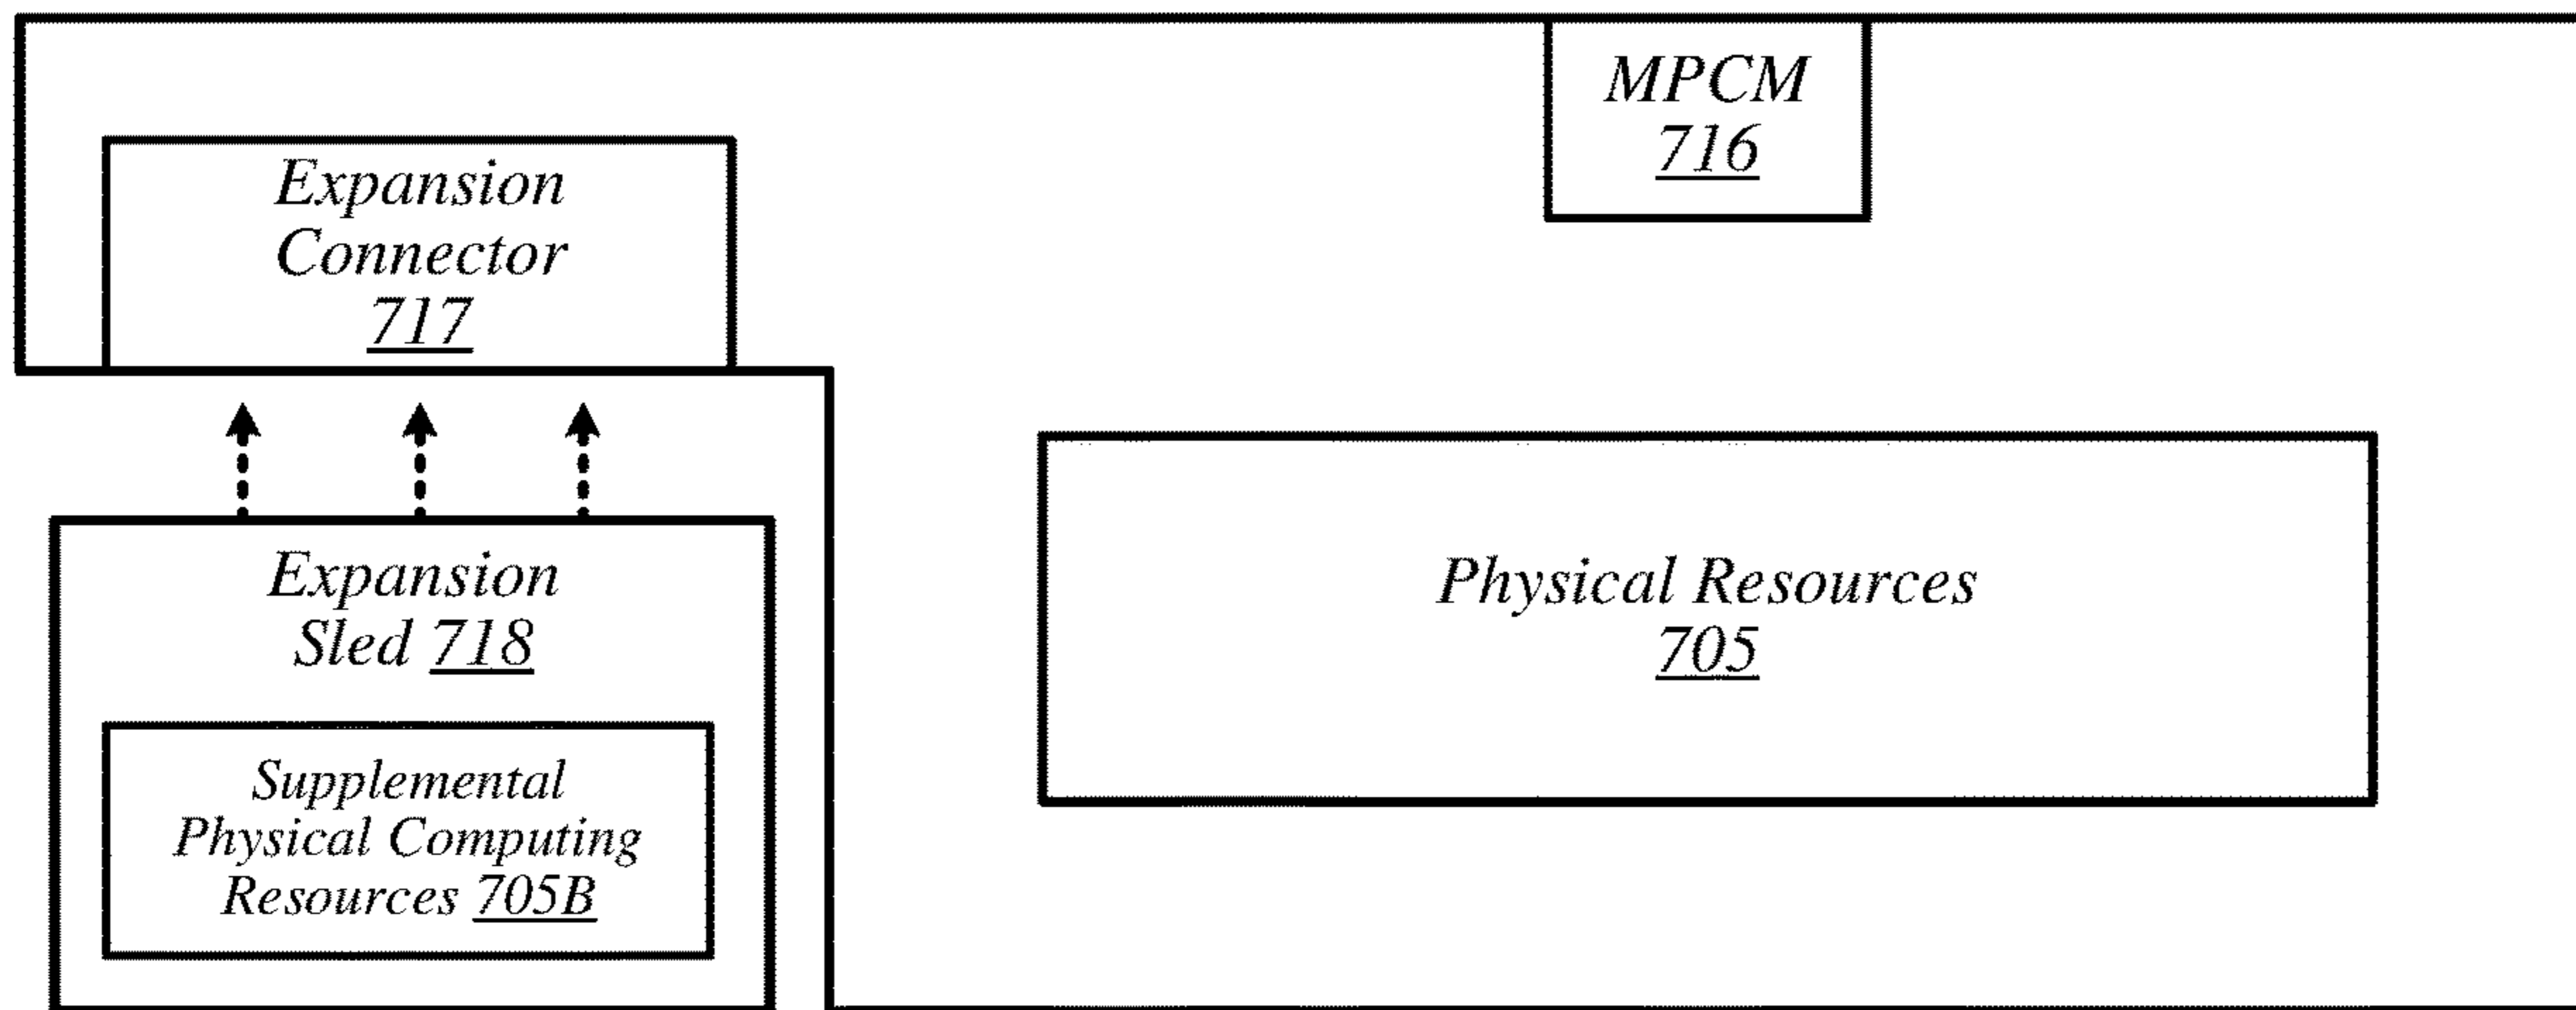 MPCM
716
Expansion
Connector
717
Expansion
Sled 718
Supplemental
Physical Computing
Resources 705B
Physical Resources
705